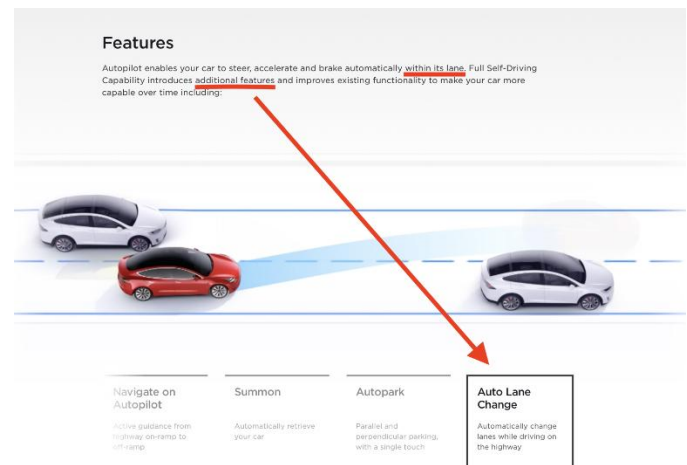 Features
Autopilot enables your car to steer, accelerate and brake automatically within its lane. Full Self-Driving
Capability introduces additional features and improves existing functionality to make your car more
capable over time including:
Navigate on
Autopilot
Active guidance from
highway on-ramp to
off-ramp
Summon
Automatically retrieve
your car
Autopark
Parallel and
perpendicular parking,
with a single touch
Auto Lane
Change
Automatically change
lanes while driving on
the highway